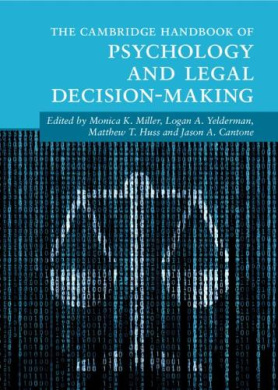 THE CAMBRIDGE HANDBOOK OF
PSYCHOLOGY
AND LEGAL
DECISION-MAKING
Edited by Monica K. Miller, Logan A. Yelderman,
Matthew T. Huss and Jason A. Cantone